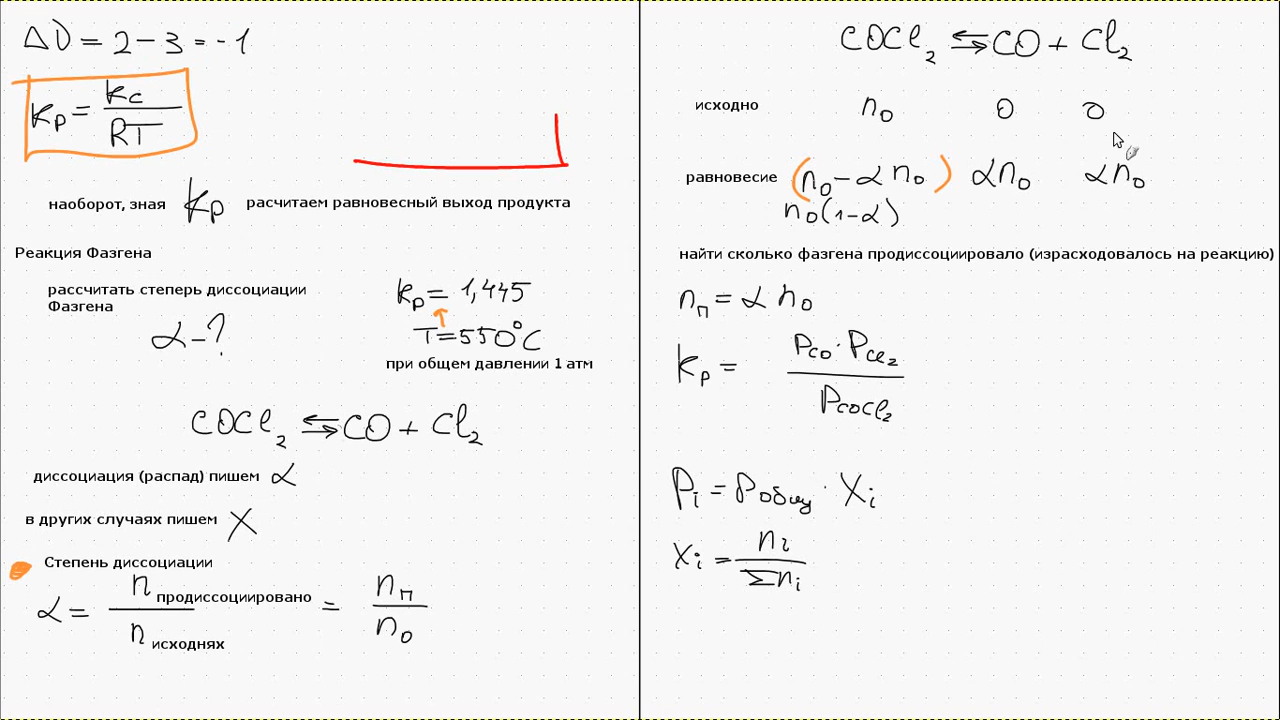 Δν = 2 - 3 = -1
Kp = Kc / RT
наоборот, зная Kp расчитаем равновесный выход продукта
Реакция Фазгена
рассчитать степерь диссоциации
Фазгена
α - ?
Kp = 1,445
T = 550°C
при общем давлении 1 атм
COCl₂ ⇆ CO + Cl₂
диссоциация (распад) пишем α
в других случаях пишем X
Степень диссоциации
α = n продиссоциировано / n исходнях = nп / n₀
COCl₂ ⇆ CO + Cl₂
исходно n₀ 0 0
равновесие (n₀ - α n₀) αn₀ αn₀
n₀(1-α)
найти сколько фазгена продиссоциировало (израсходовалось на реакцию)
nп = α n₀
Kp = Pco · Pcl₂ / Pcocl₂
Pi = Pобщ · Xi
Xi = ni / Σni